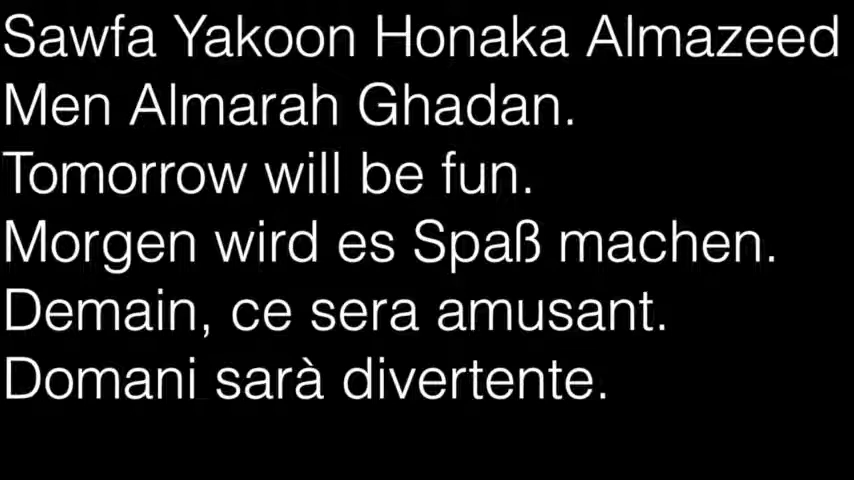 Sawfa Yakoon Honaka Almazeed
Men Almarah Ghadan.
Tomorrow will be fun.
Morgen wird es Spaß machen.
Demain, ce sera amusant.
Domani sarà divertente.